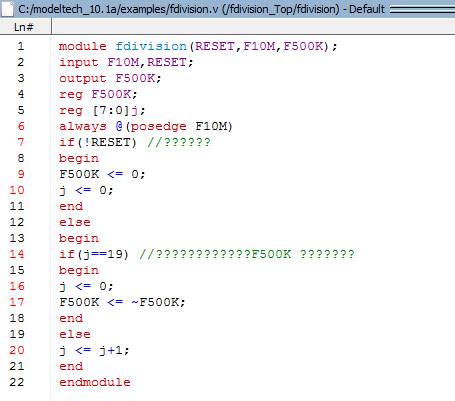 C:/modeltech_10.1a/examples/fdivision.v (/fdivision_Top/fdivision) - Default
Ln#
1 module fdivision(RESET,F10M,F500K);
2 input F10M,RESET;
3 output F500K;
4 reg F500K;
5 reg [7:0]j;
6 always @(posedge F10M)
7 if(!RESET) //??????
8 begin
9 F500K <= 0;
10 j <= 0;
11 end
12 else
13 begin
14 if(j==19) //????????????F500K ???????
15 begin
16 j <= 0;
17 F500K <= ~F500K;
18 end
19 else
20 j <= j+1;
21 end
22 endmodule